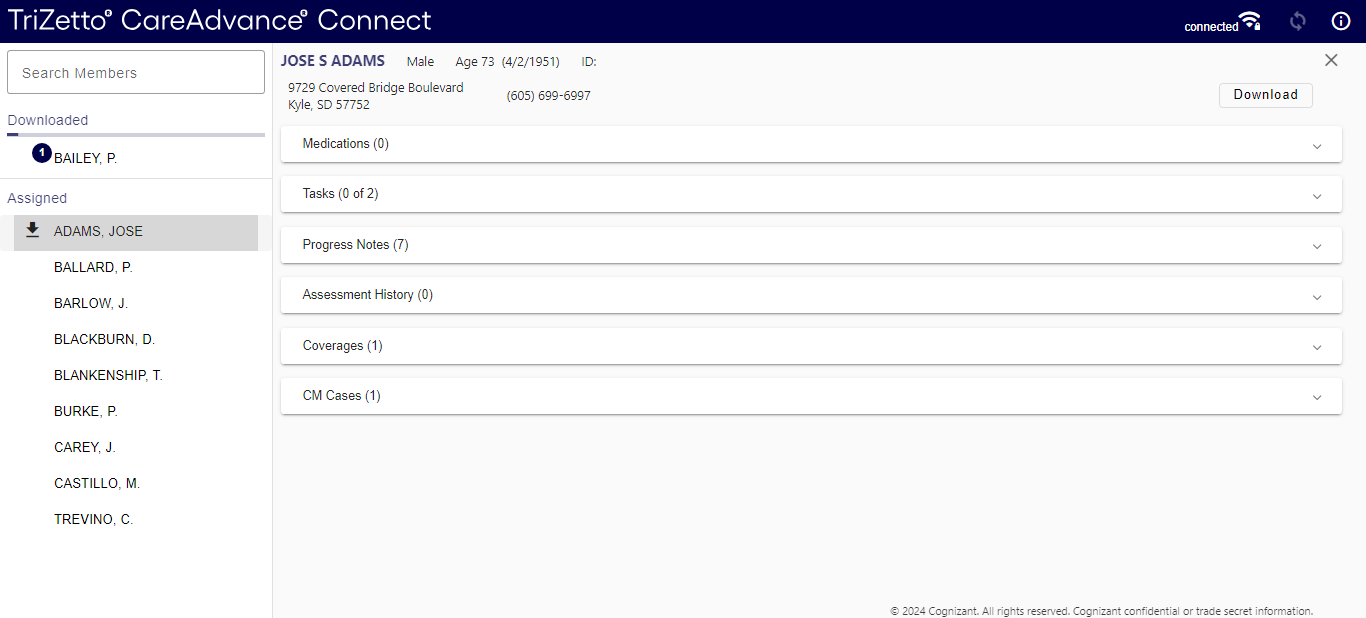 TriZetto® CareAdvance® Connect
connected
Search Members
Downloaded
1
BAILEY, P.
Assigned
ADAMS, JOSE
BALLARD, P.
BARLOW, J.
BLACKBURN, D.
BLANKENSHIP, T.
BURKE, P.
CAREY, J.
CASTILLO, M.
TREVINO, C.
JOSE S ADAMS Male Age 73 (4/2/1951) ID:
9729 Covered Bridge Boulevard
Kyle, SD 57752
(605) 699-6997
Download
Medications (0)
Tasks (0 of 2)
Progress Notes (7)
Assessment History (0)
Coverages (1)
CM Cases (1)
© 2024 Cognizant. All rights reserved. Cognizant confidential or trade secret information.